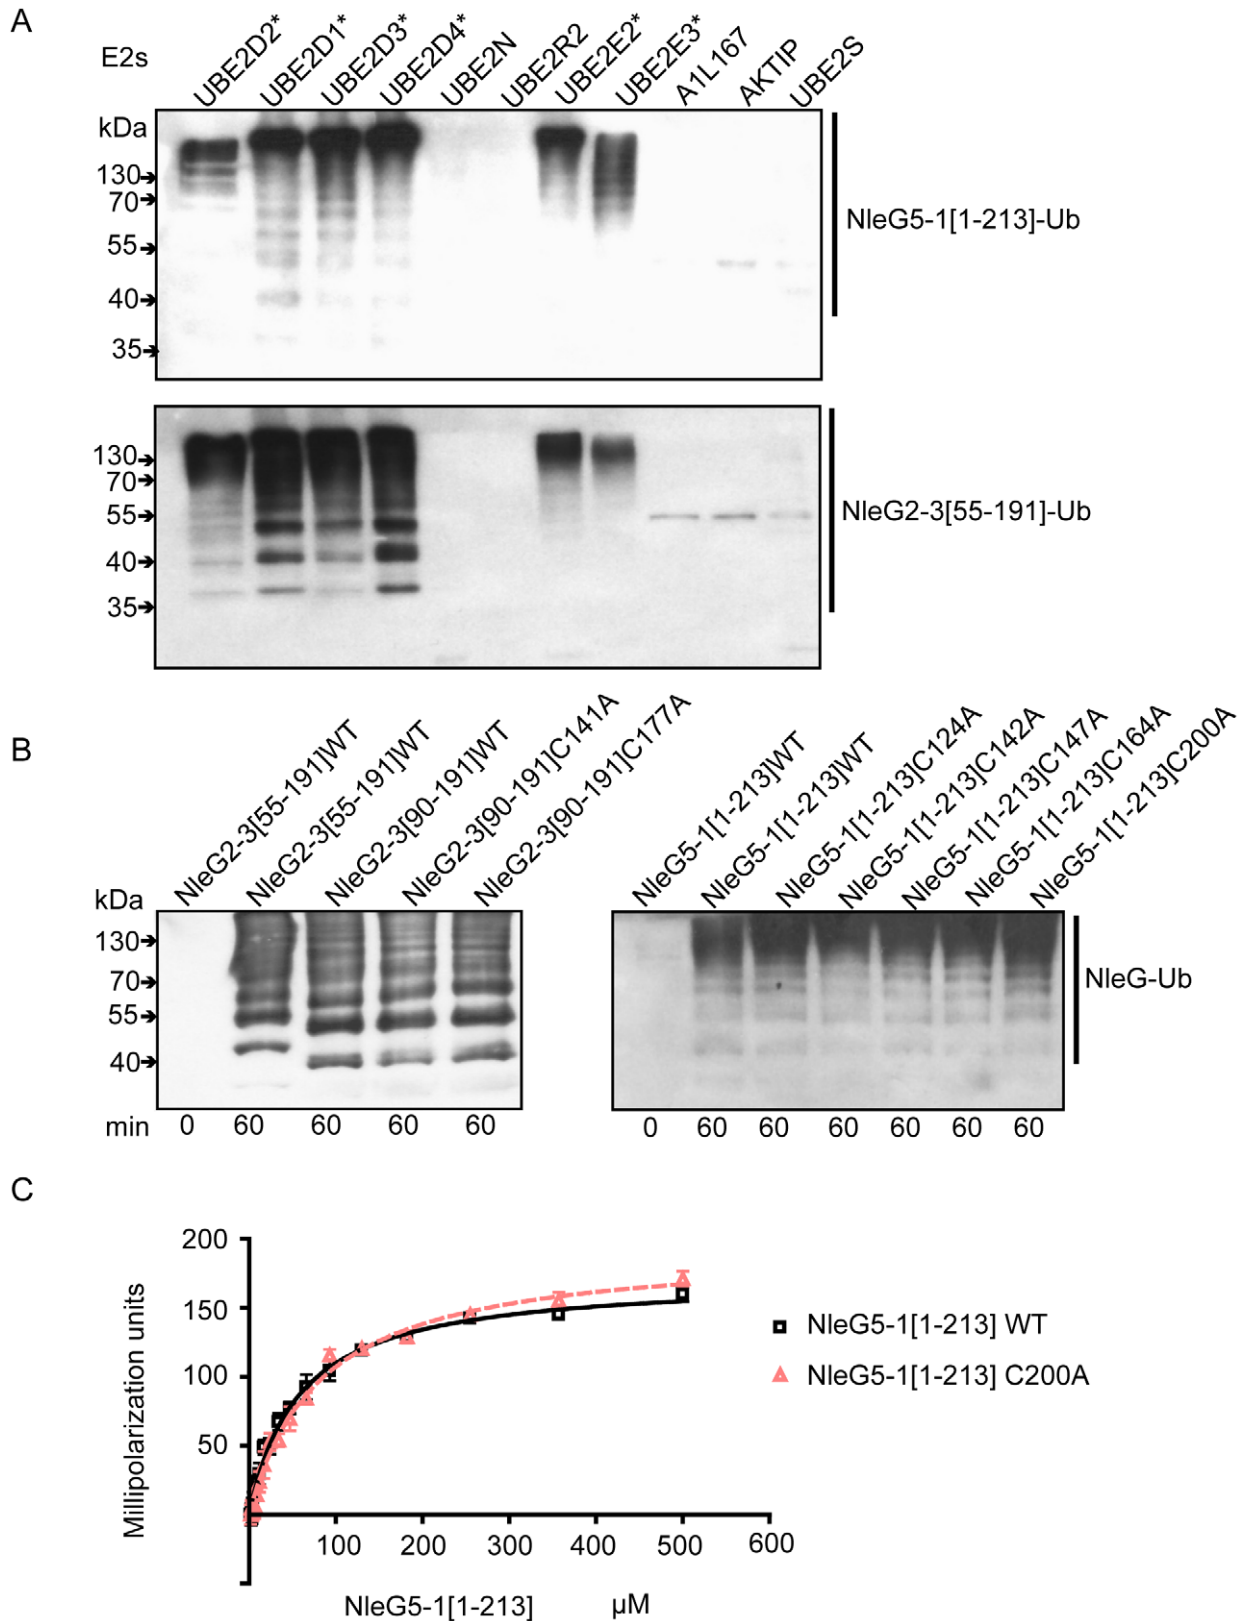 A
E2s
UBE2D2*
UBE2D1*
UBE2D3*
UBE2D4*
UBE2N
UBE2R2
UBE2E2*
UBE2E3*
A1L167
AKTIP
UBE2S
kDa
130
70
55
40
35
NleG5-1[1-213]-Ub
130
70
55
40
35
NleG2-3[55-191]-Ub
B
NleG2-3[55-191]WT
NleG2-3[55-191]WT
NleG2-3[90-191]WT
NleG2-3[90-191]C141A
NleG2-3[90-191]C177A
NleG5-1[1-213]WT
NleG5-1[1-213]WT
NleG5-1[1-213]C124A
NleG5-1[1-213]C142A
NleG5-1[1-213]C147A
NleG5-1[1-213]C164A
NleG5-1[1-213]C200A
kDa
130
70
55
40
NleG-Ub
min 0 60 60 60 60
0 60 60 60 60 60 60
C
Millipolarization units
200
150
100
50
NleG5-1[1-213] WT
NleG5-1[1-213] C200A
100 200 300 400 500 600
NleG5-1[1-213] µM